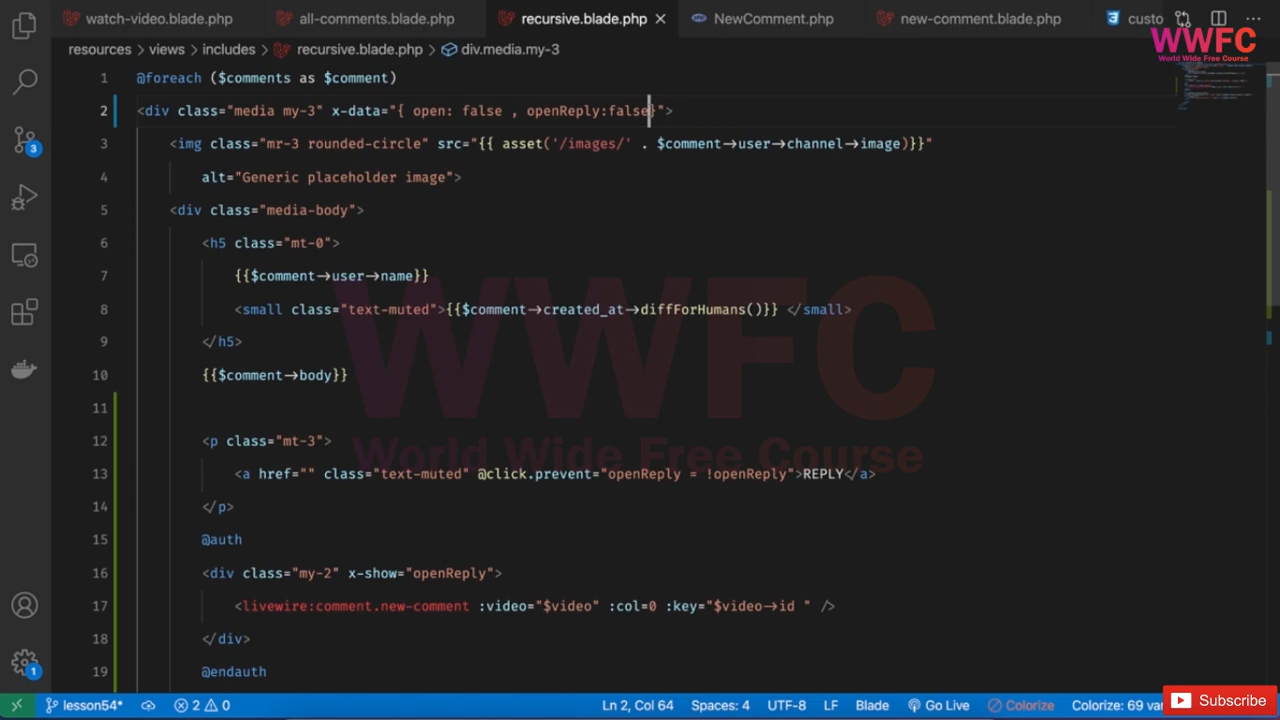 watch-video.blade.php all-comments.blade.php recursive.blade.php NewComment.php new-comment.blade.php custo
WWFC
World Wide Free Course
resources > views > includes > recursive.blade.php > div.media.my-3
1 @foreach ($comments as $comment)
2 <div class="media my-3" x-data="{ open: false , openReply:false}">
3 <img class="mr-3 rounded-circle" src="{{ asset('/images/' . $comment->user->channel->image)}}"
4 alt="Generic placeholder image">
5 <div class="media-body">
6 <h5 class="mt-0">
7 {{$comment->user->name}}
8 <small class="text-muted">{{$comment->created_at->diffForHumans()}} </small>
9 </h5>
10 {{$comment->body}}
11
12 <p class="mt-3">
13 <a href="" class="text-muted" @click.prevent="openReply = !openReply">REPLY</a>
14 </p>
15 @auth
16 <div class="my-2" x-show="openReply">
17 <livewire:comment.new-comment :video="$video" :col=0 :key="$video->id " />
18 </div>
19 @endauth
WWFC
World Wide Free Course
3
1
lesson54* 2 0 Ln 2, Col 64 Spaces: 4 UTF-8 LF Blade Go Live Colorize Colorize: 69 var
Subscribe